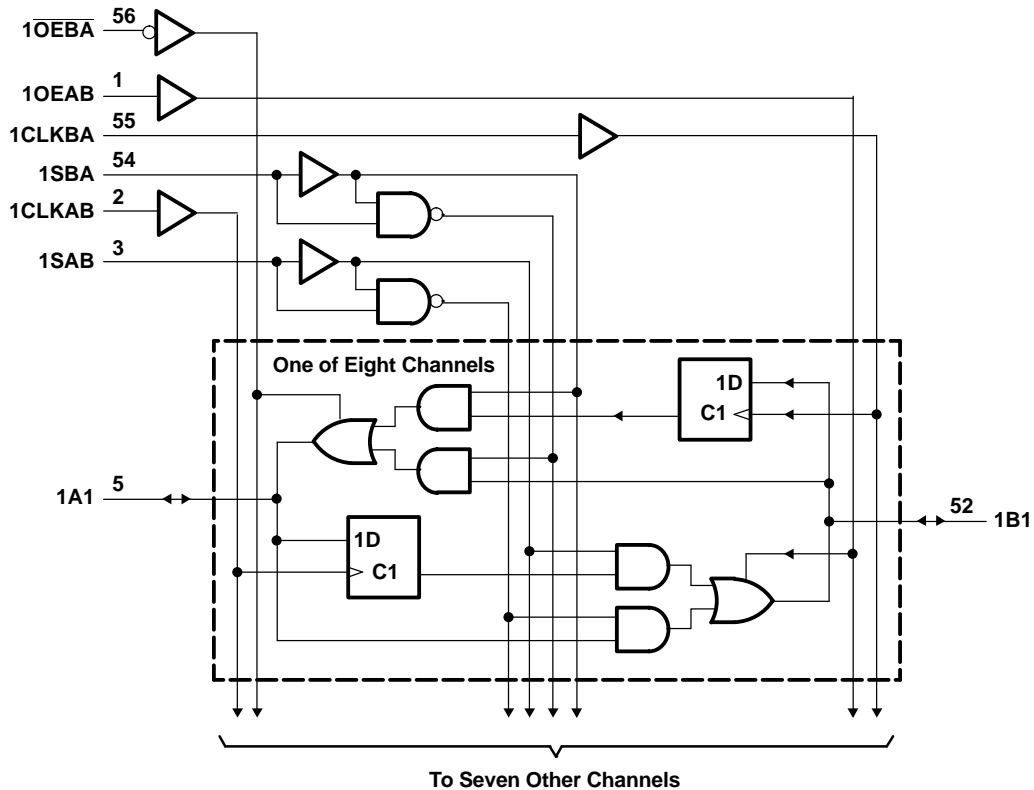 1O̅E̅B̅A̅ 56
1OEAB 1
1CLKBA 55
1SBA 54
1CLKAB 2
1SAB 3
One of Eight Channels
1D
C1
1A1 5
52 1B1
1D
C1
To Seven Other Channels